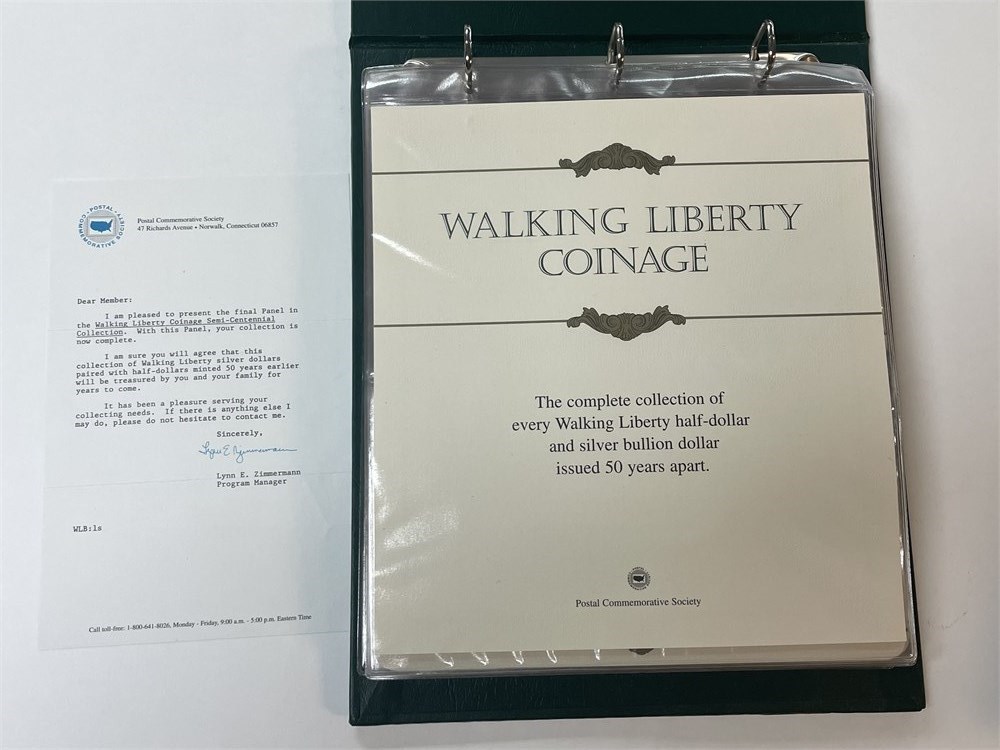 POSTAL COMMEMORATIVE SOCIETY
Postal Commemorative Society
47 Richards Avenue • Norwalk, Connecticut 06857
Dear Member:
I am pleased to present the final Panel in
the Walking Liberty Coinage Semi-Centennial
Collection. With this Panel, your collection is
now complete.
I am sure you will agree that this
collection of Walking Liberty silver dollars
paired with half-dollars minted 50 years earlier
will be treasured by you and your family for
years to come.
It has been a pleasure serving your
collecting needs. If there is anything else I
may do, please do not hesitate to contact me.
Sincerely,
Lynn E. Zimmermann
Lynn E. Zimmermann
Program Manager
WLB:ls
Call toll-free: 1-800-641-8026, Monday - Friday, 9:00 a.m. - 5:00 p.m. Eastern Time
WALKING LIBERTY
COINAGE
The complete collection of
every Walking Liberty half-dollar
and silver bullion dollar
issued 50 years apart.
Postal Commemorative Society